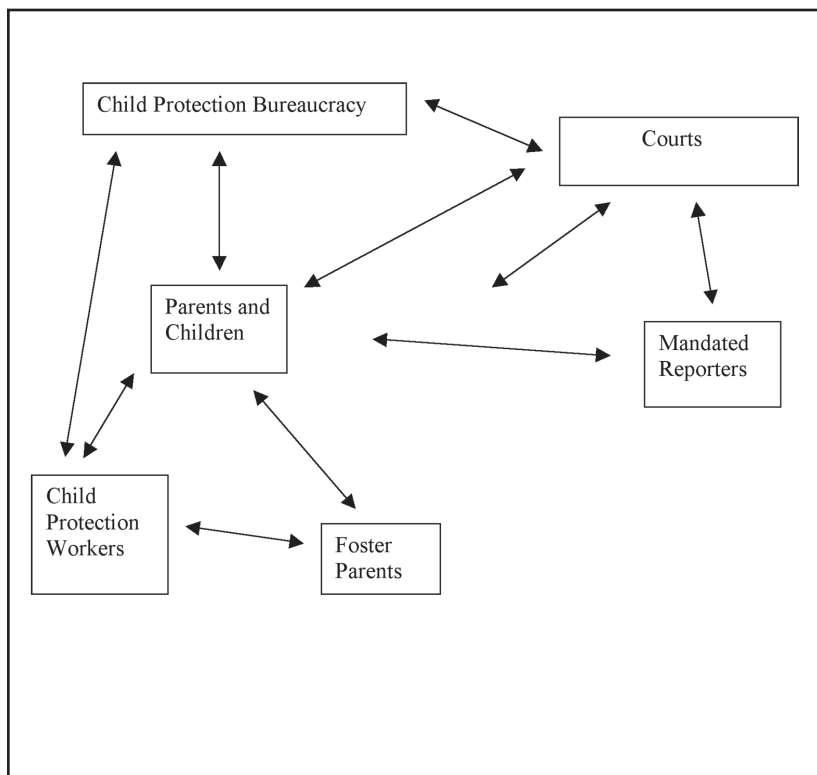 Child Protection Bureaucracy
Courts
Parents and
Children
Mandated
Reporters
Child
Protection
Workers
Foster
Parents